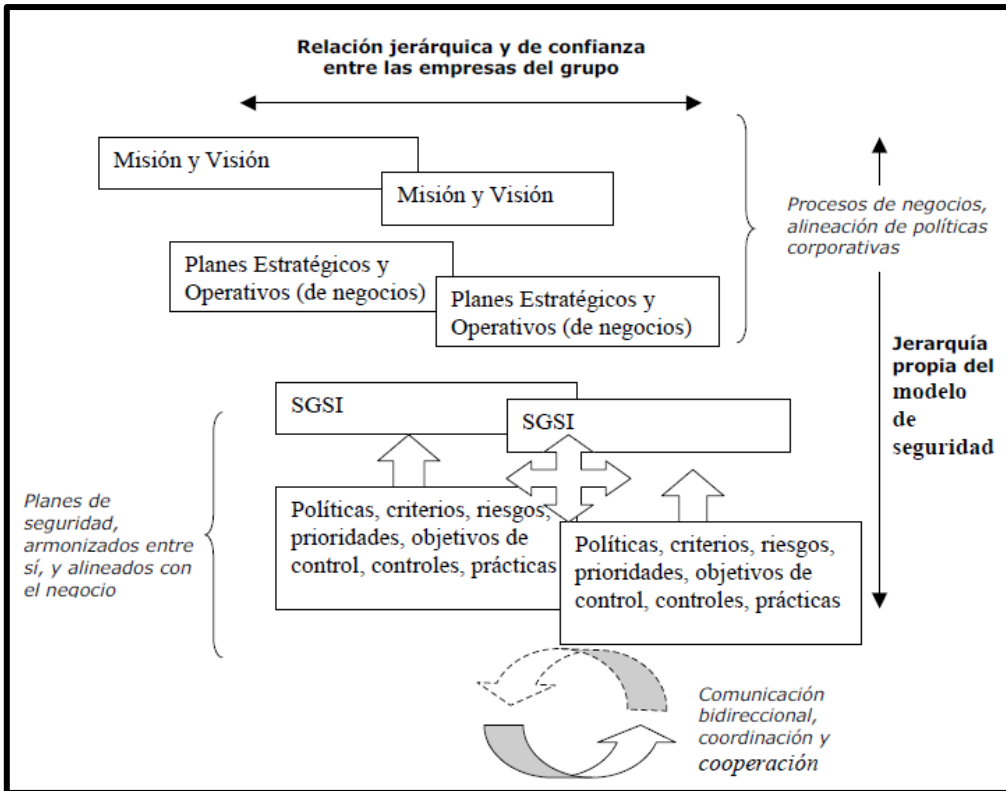 Relación jerárquica y de confianza
entre las empresas del grupo
Misión y Visión
Misión y Visión
Procesos de negocios,
alineación de políticas
corporativas
Planes Estratégicos y
Operativos (de negocios)
Planes Estratégicos y
Operativos (de negocios)
Jerarquía
propia del
modelo
de
seguridad
SGSI
SGSI
Planes de
seguridad,
armonizados entre
sí, y alineados con
el negocio
Políticas, criterios, riesgos,
prioridades, objetivos de
control, controles, prácticas
Políticas, criterios, riesgos,
prioridades, objetivos de
control, controles, prácticas
Comunicación
bidireccional,
coordinación y
cooperación